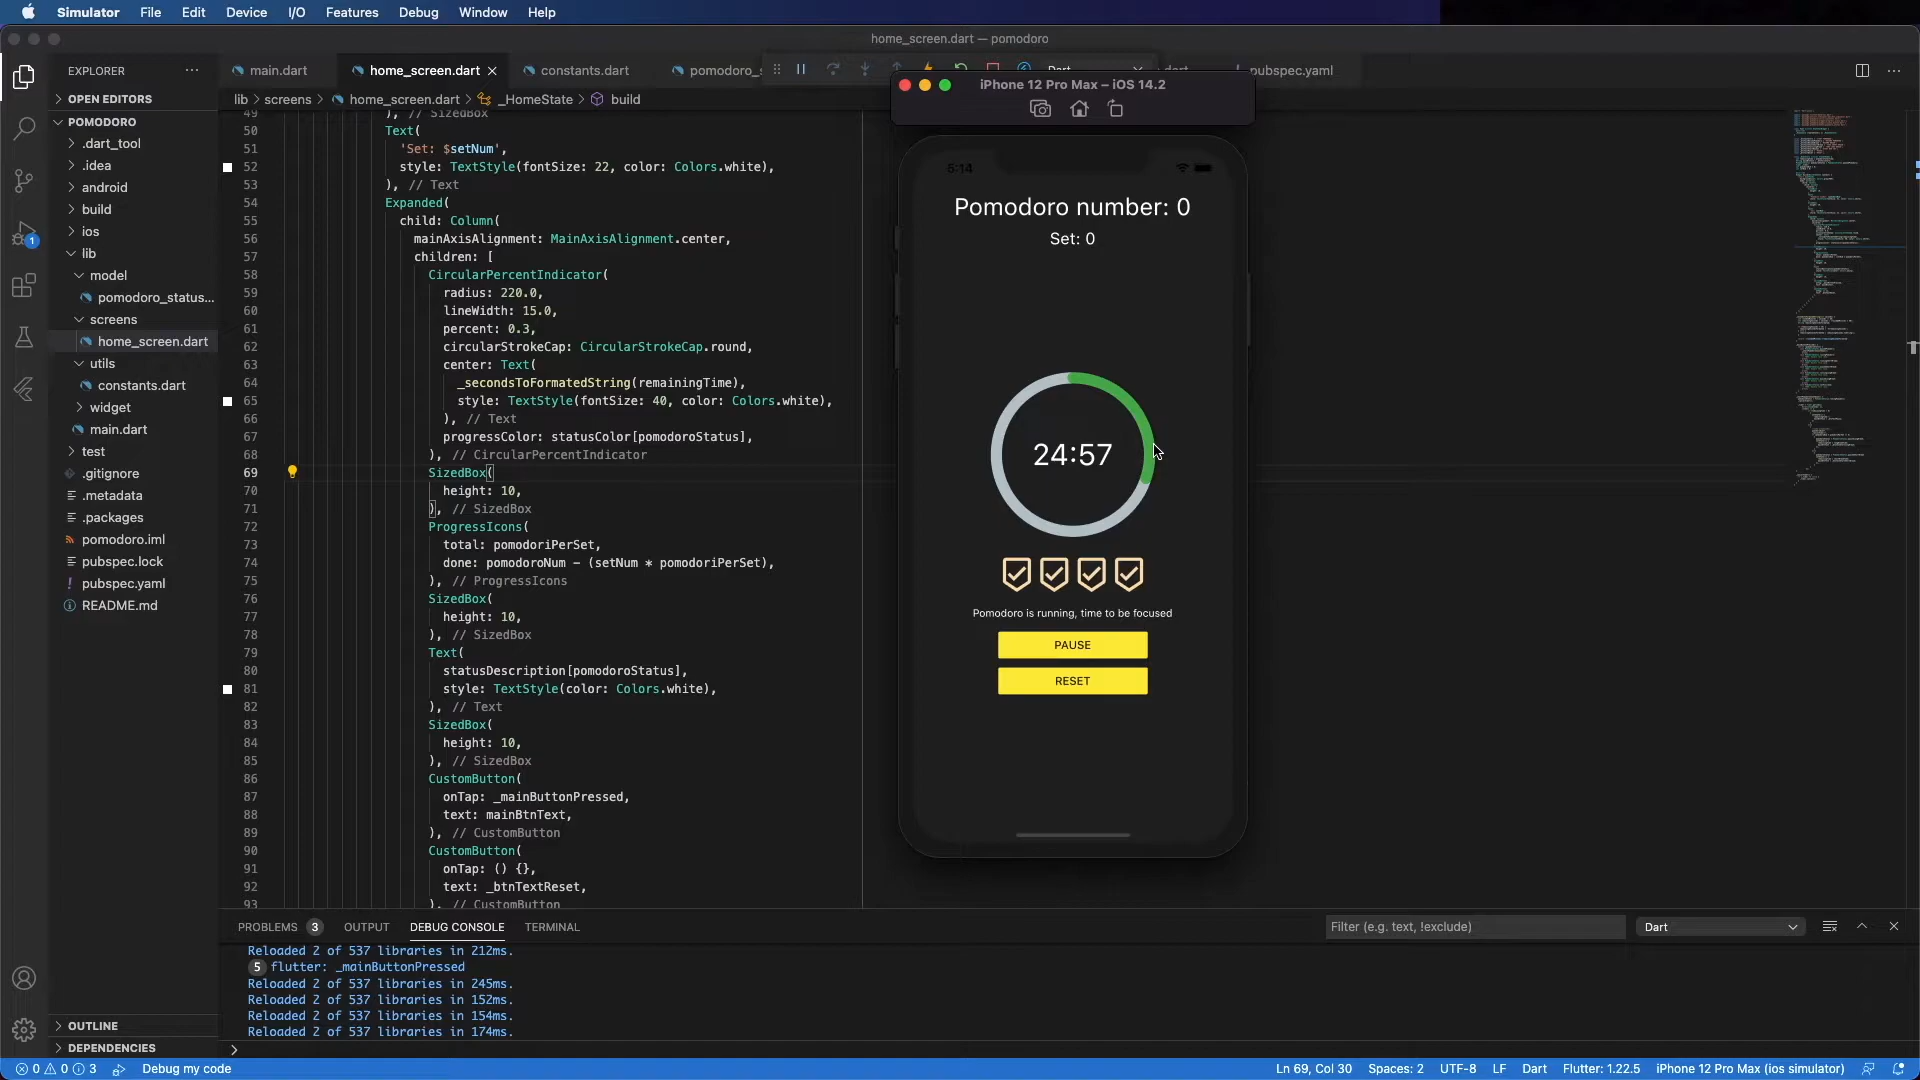 Simulator File Edit Device I/O Features Debug Window Help
home_screen.dart — pomodoro
EXPLORER
OPEN EDITORS
POMODORO
.dart_tool
.idea
android
build
ios
lib
model
pomodoro_status...
screens
home_screen.dart
utils
constants.dart
widget
main.dart
test
.gitignore
.metadata
.packages
pomodoro.iml
pubspec.lock
pubspec.yaml
README.md
OUTLINE
DEPENDENCIES
1
main.dart home_screen.dart constants.dart pomodoro_s Dart dart pubspec.yaml
lib > screens > home_screen.dart > _HomeState > build
49 ), // SizedBox
50 Text(
51 'Set: $setNum',
52 style: TextStyle(fontSize: 22, color: Colors.white),
53 ), // Text
54 Expanded(
55 child: Column(
56 mainAxisAlignment: MainAxisAlignment.center,
57 children: [
58 CircularPercentIndicator(
59 radius: 220.0,
60 lineWidth: 15.0,
61 percent: 0.3,
62 circularStrokeCap: CircularStrokeCap.round,
63 center: Text(
64 _secondsToFormatedString(remainingTime),
65 style: TextStyle(fontSize: 40, color: Colors.white),
66 ), // Text
67 progressColor: statusColor[pomodoroStatus],
68 ), // CircularPercentIndicator
69 SizedBox(
70 height: 10,
71 ), // SizedBox
72 ProgressIcons(
73 total: pomodoriPerSet,
74 done: pomodoroNum - (setNum * pomodoriPerSet),
75 ), // ProgressIcons
76 SizedBox(
77 height: 10,
78 ), // SizedBox
79 Text(
80 statusDescription[pomodoroStatus],
81 style: TextStyle(color: Colors.white),
82 ), // Text
83 SizedBox(
84 height: 10,
85 ), // SizedBox
86 CustomButton(
87 onTap: _mainButtonPressed,
88 text: mainBtnText,
89 ), // CustomButton
90 CustomButton(
91 onTap: () {},
92 text: _btnTextReset,
93 ), // CustomButton
iPhone 12 Pro Max – iOS 14.2
5:14
Pomodoro number: 0
Set: 0
24:57
Pomodoro is running, time to be focused
PAUSE
RESET
PROBLEMS 3 OUTPUT DEBUG CONSOLE TERMINAL
Filter (e.g. text, !exclude)
Dart
Reloaded 2 of 537 libraries in 212ms.
5 flutter: _mainButtonPressed
Reloaded 2 of 537 libraries in 245ms.
Reloaded 2 of 537 libraries in 152ms.
Reloaded 2 of 537 libraries in 154ms.
Reloaded 2 of 537 libraries in 174ms.
0 0 3 Debug my code
Ln 69, Col 30 Spaces: 2 UTF-8 LF Dart Flutter: 1.22.5 iPhone 12 Pro Max (ios simulator)